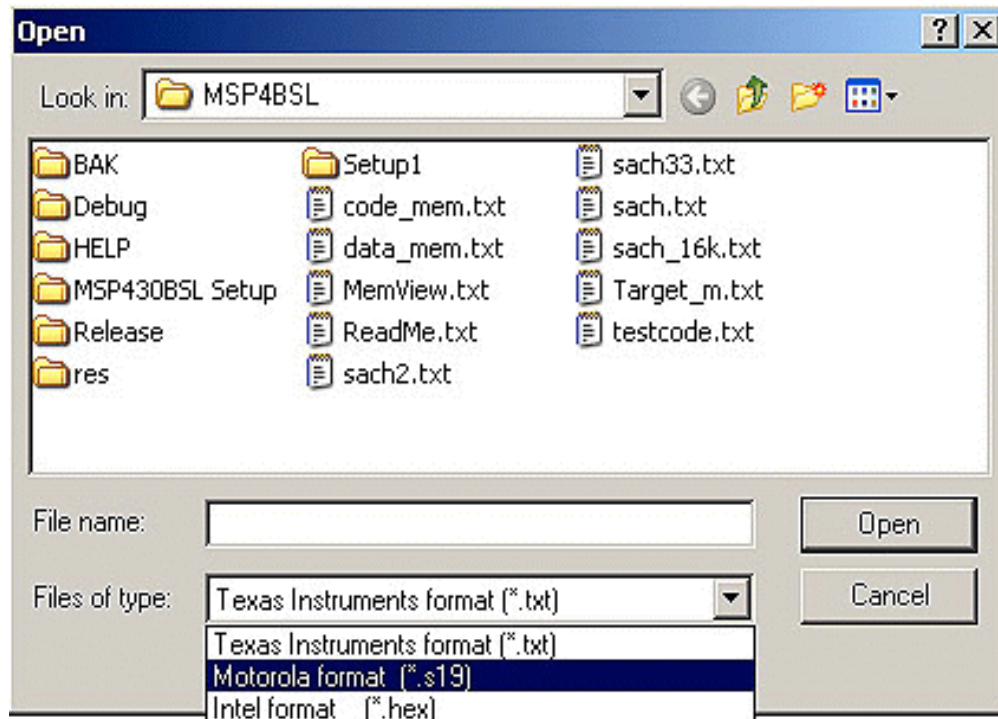 Open
Look in: MSP4BSL
BAK
Debug
HELP
MSP430BSL Setup
Release
res
Setup1
code_mem.txt
data_mem.txt
MemView.txt
ReadMe.txt
sach2.txt
sach33.txt
sach.txt
sach_16k.txt
Target_m.txt
testcode.txt
File name:
Open
Files of type: Texas Instruments format (*.txt)
Cancel
Texas Instruments format (*.txt)
Motorola format (*.s19)
Intel format (*.hex)